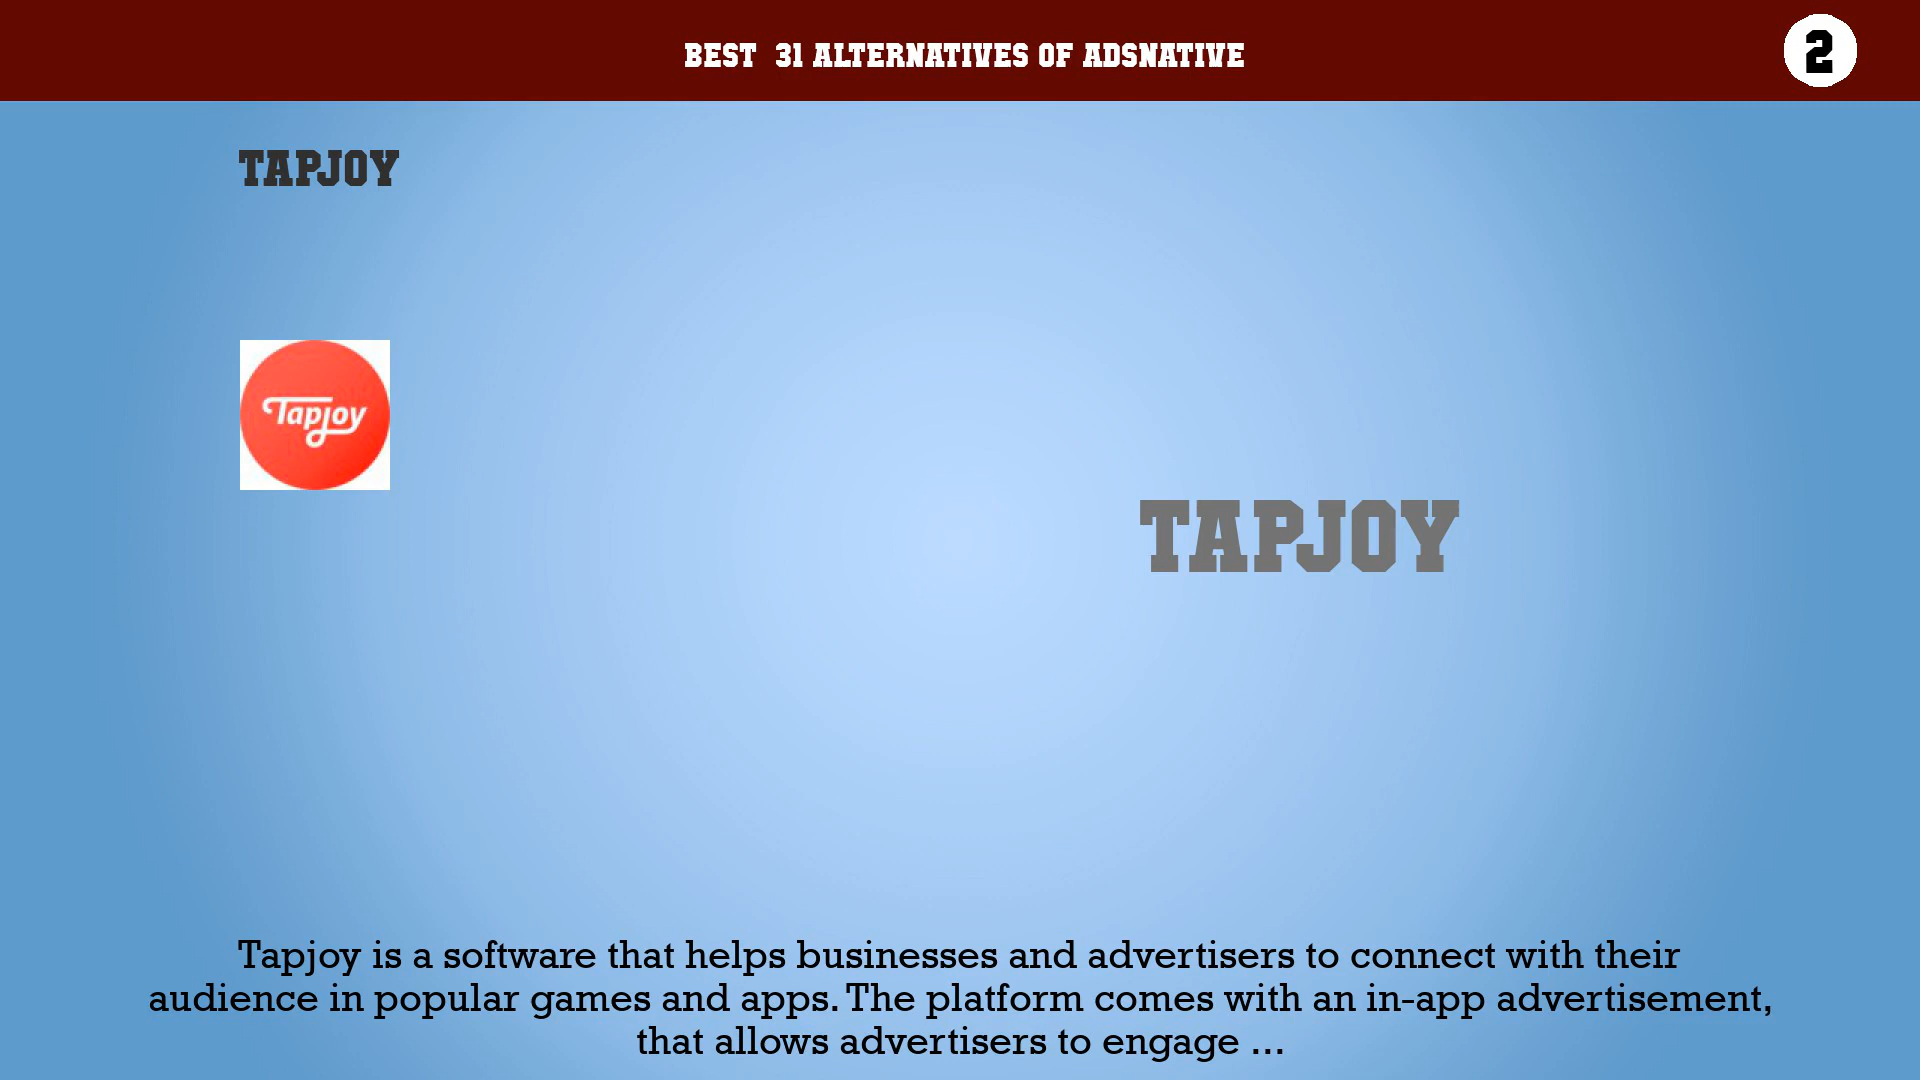 BEST 31 ALTERNATIVES OF ADSNATIVE
2
TAPJOY
Tapjoy
TAPJOY
Tapjoy is a software that helps businesses and advertisers to connect with their
audience in popular games and apps. The platform comes with an in-app advertisement,
that allows advertisers to engage ...